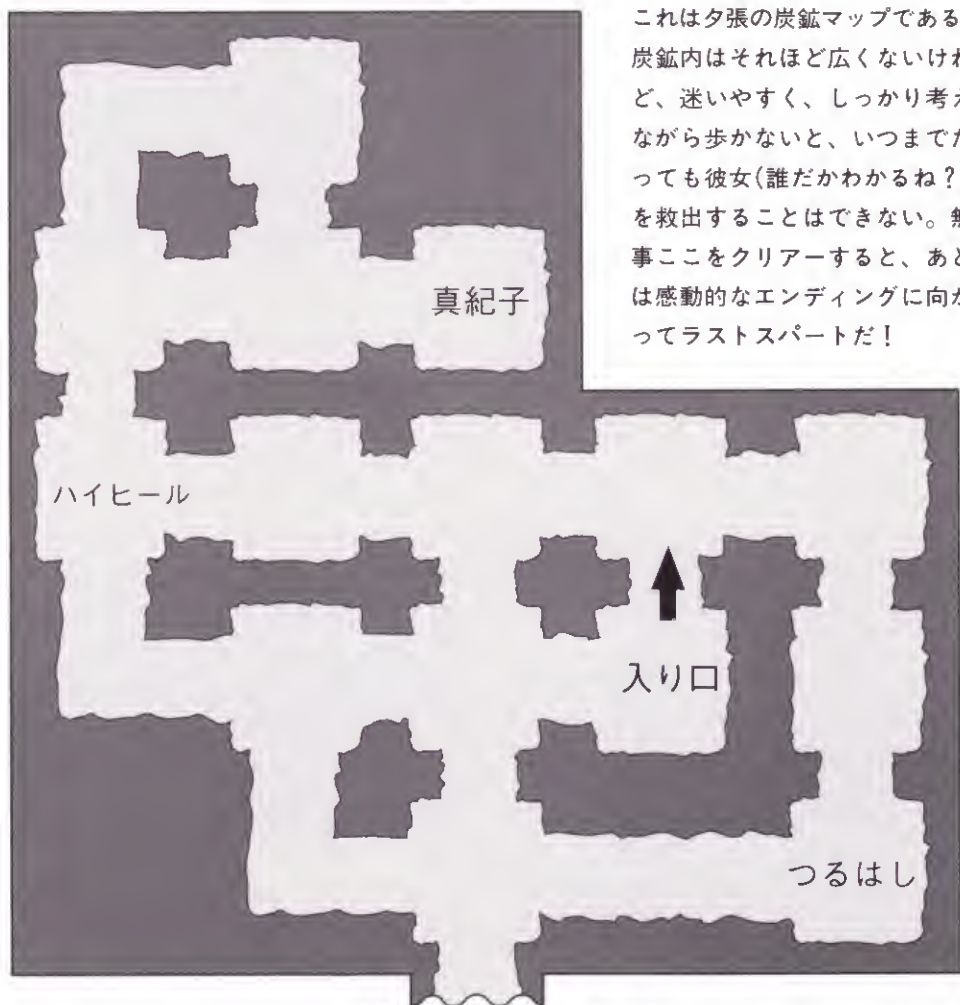 これは夕張の炭鉱マップである
炭鉱内はそれほど広くないけれ
ど、迷いやすく、しっかり考え
ながら歩かないと、いつまでた
っても彼女(誰だかわかるね?
を救出することはできない。無
事ここをクリアーすると、あと
は感動的なエンディングに向か
ってラストスパートだ!
真紀子
ハイヒール
入り口
つるはし